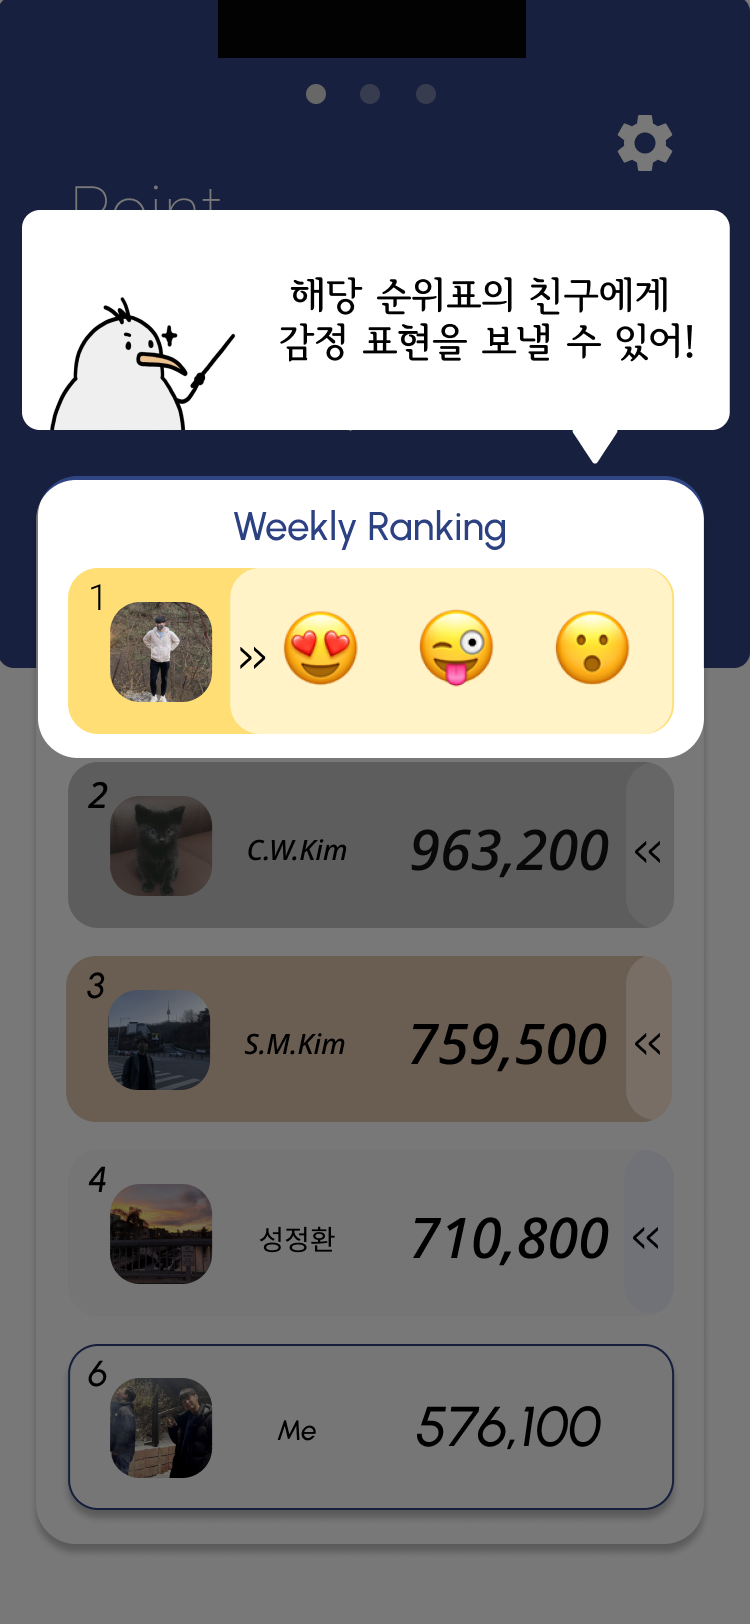 Point
해당 순위표의 친구에게
감정 표현을 보낼 수 있어!
Weekly Ranking
1
»
2
C.W.Kim
963,200
«
3
S.M.Kim
759,500
«
4
성정환
710,800
«
6
Me
576,100